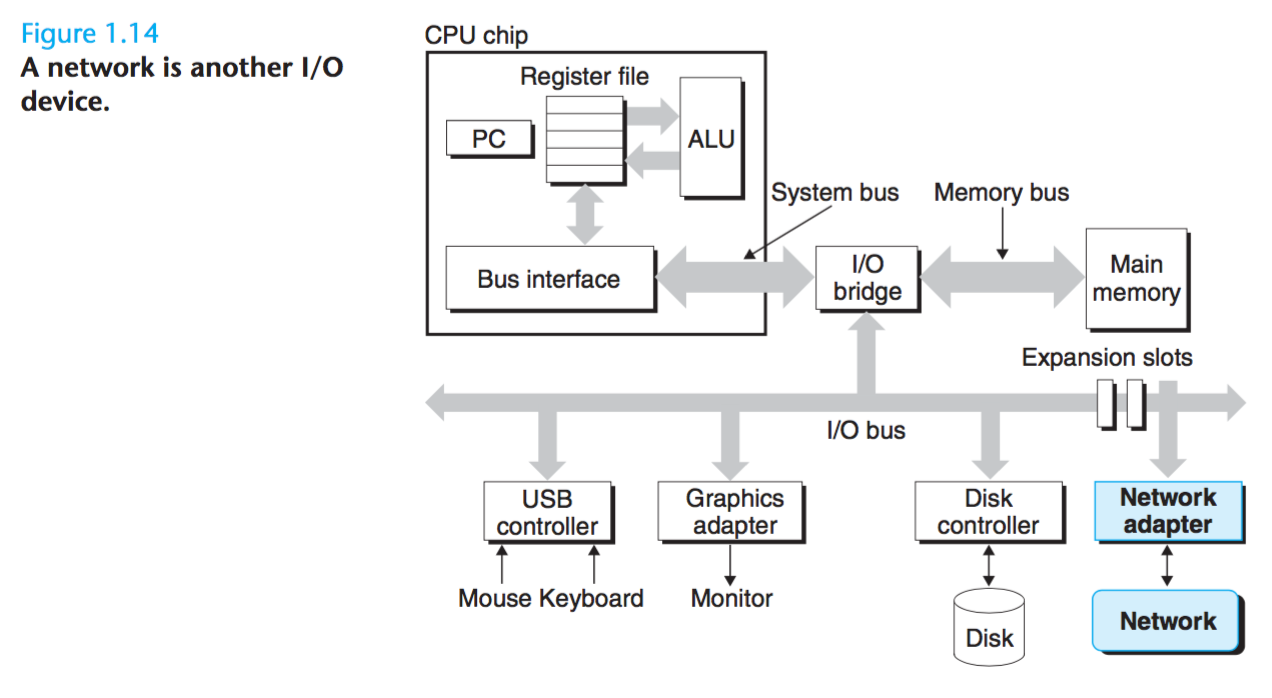 Figure 1.14
A network is another I/O
device.
CPU chip
Register file
PC
ALU
System bus
Memory bus
Bus interface
I/O
bridge
Main
memory
Expansion slots
I/O bus
USB
controller
Graphics
adapter
Disk
controller
Network
adapter
Mouse Keyboard
Monitor
Disk
Network